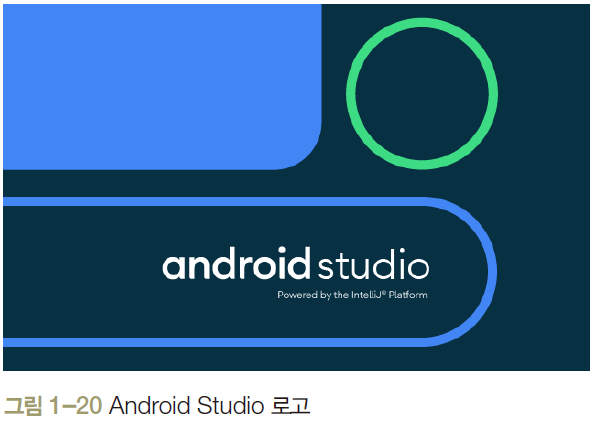 android studio
Powered by the IntelliJ® Platform
그림 1-20 Android Studio 로고